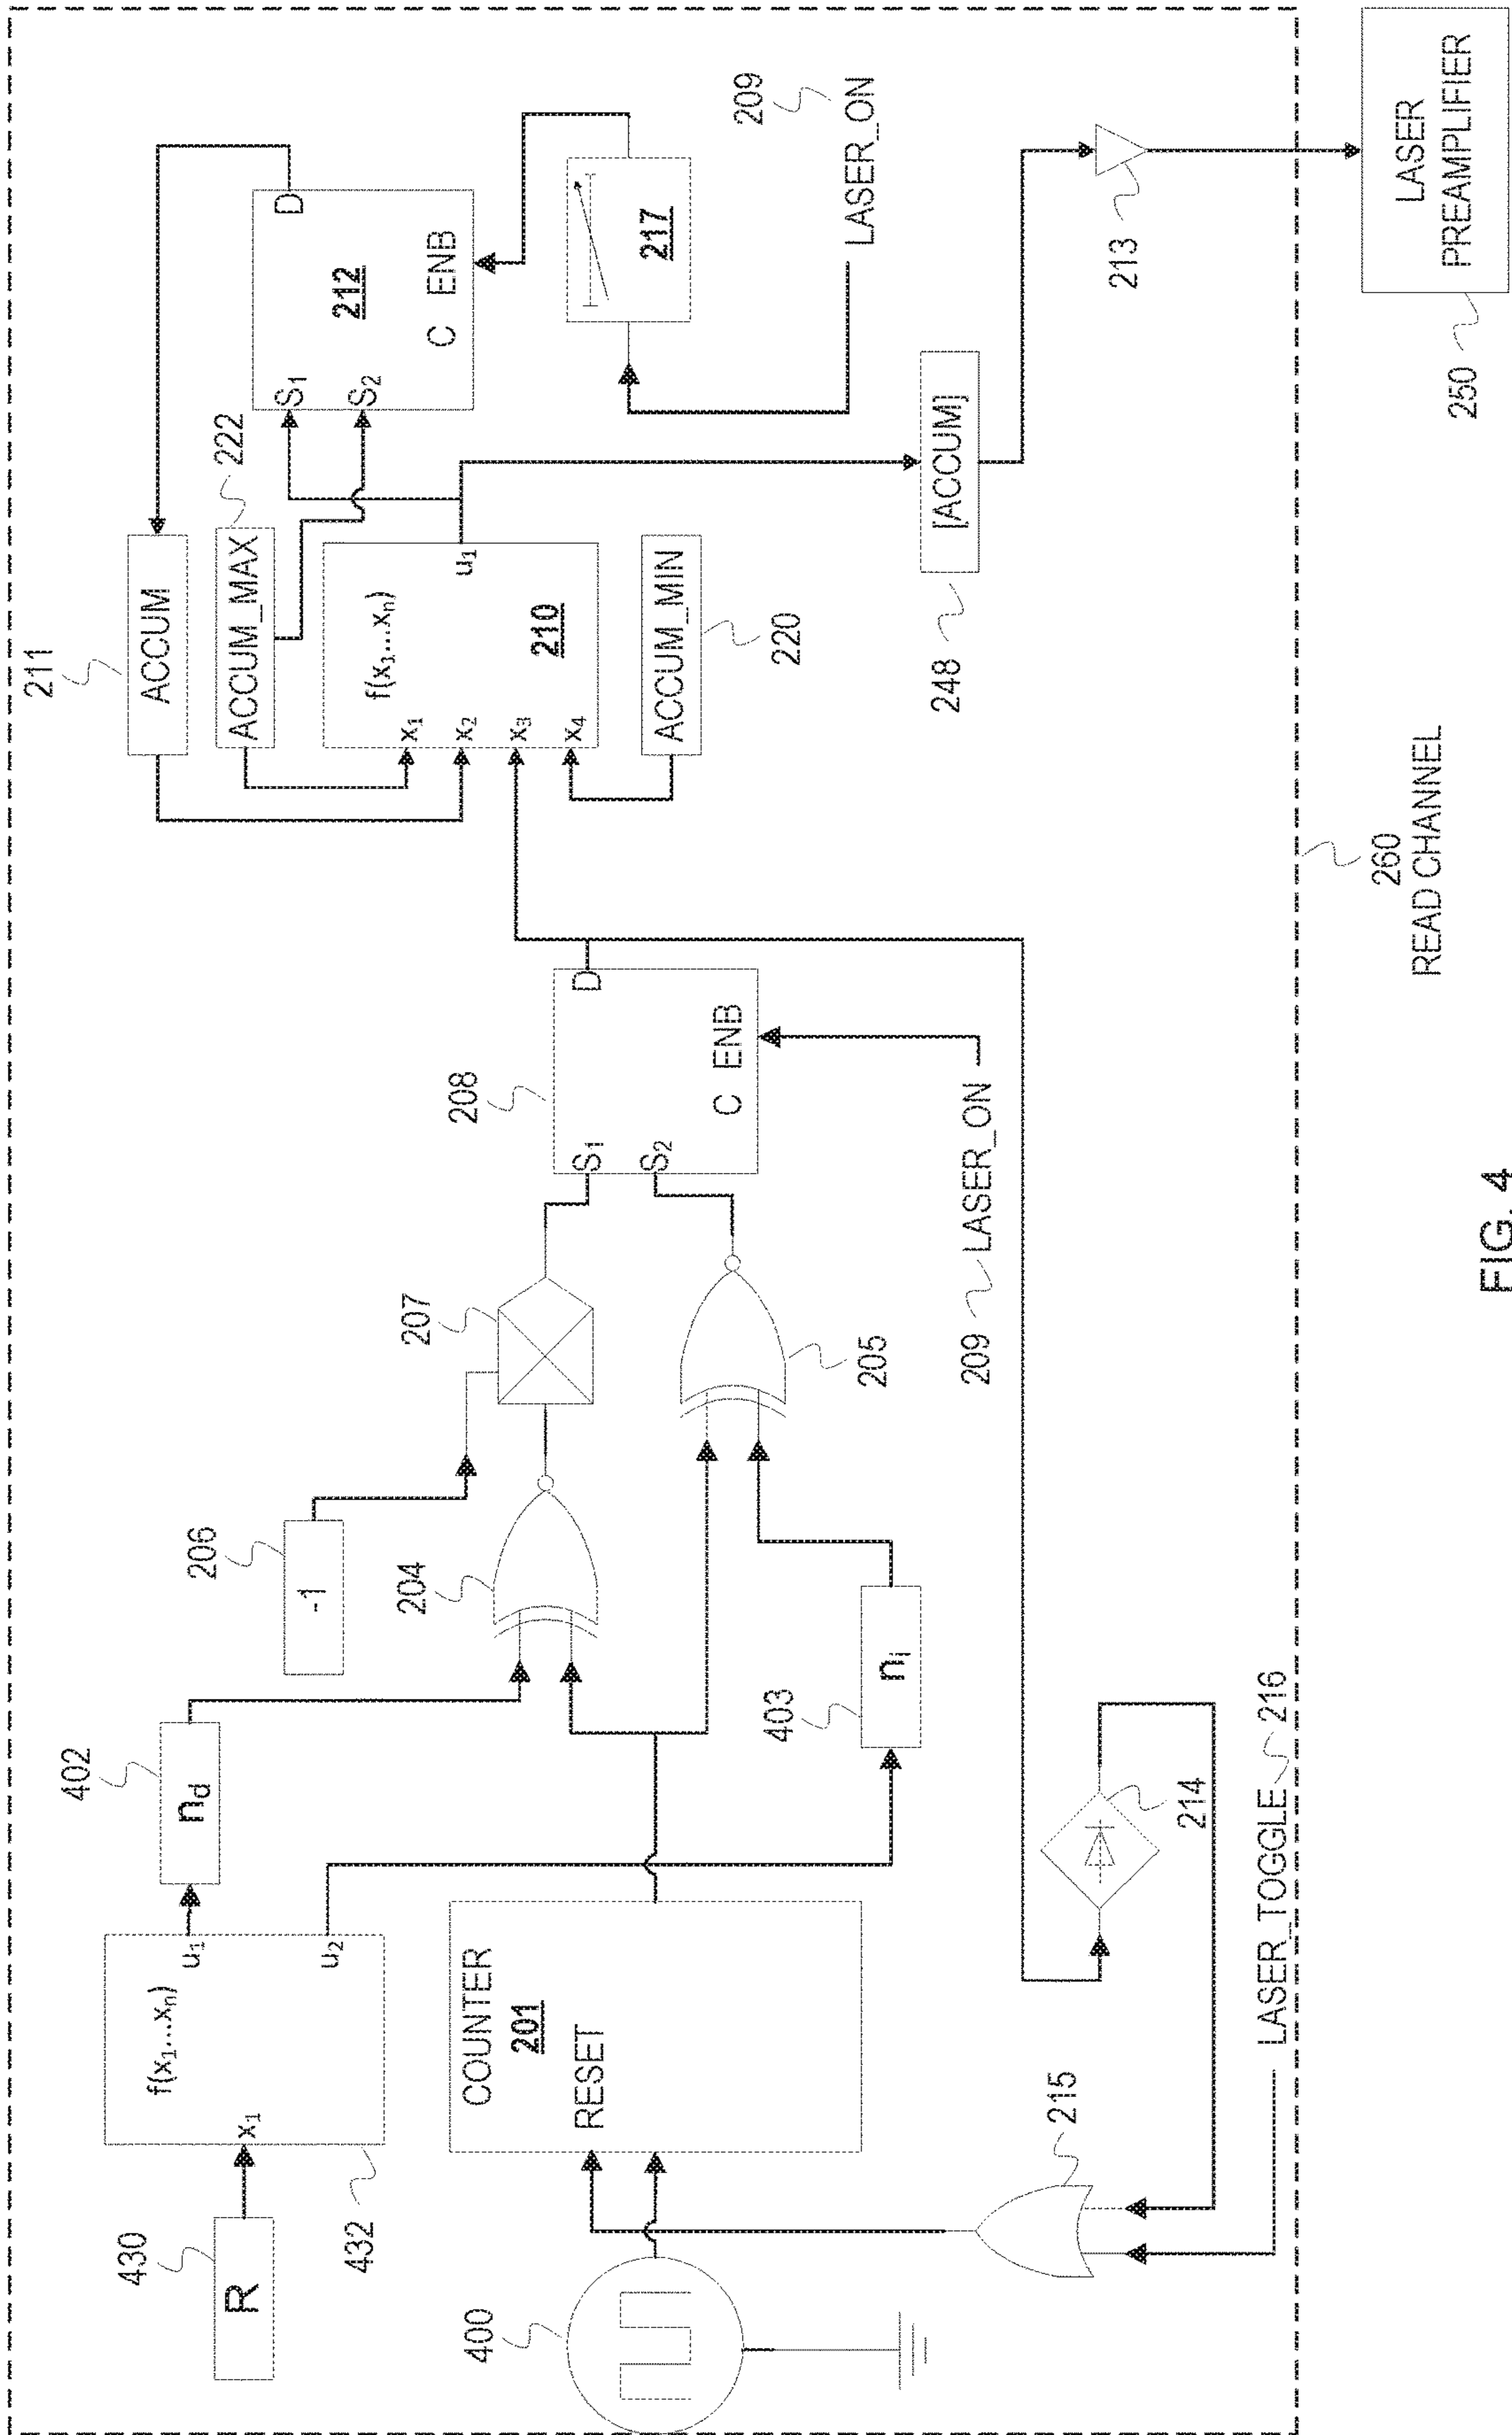 430
R
432
x₁
f(x₁...xₙ)
u₁
u₂
402
n_d
206
-1
204
207
400
COUNTER
201
RESET
403
nᵢ
205
208
S₁
S₂
D
C ENB
209 LASER_ON
215
214
LASER_TOGGLE 216
211
ACCUM
ACCUM_MAX
222
f(x₃...xₙ)
x₁
x₂
x₃
x₄
u₁
210
ACCUM_MIN
220
S₁
S₂
D
212
C ENB
217
209
LASER_ON
248
[ACCUM]
213
260
READ CHANNEL
250
LASER
PREAMPLIFIER
FIG. 4